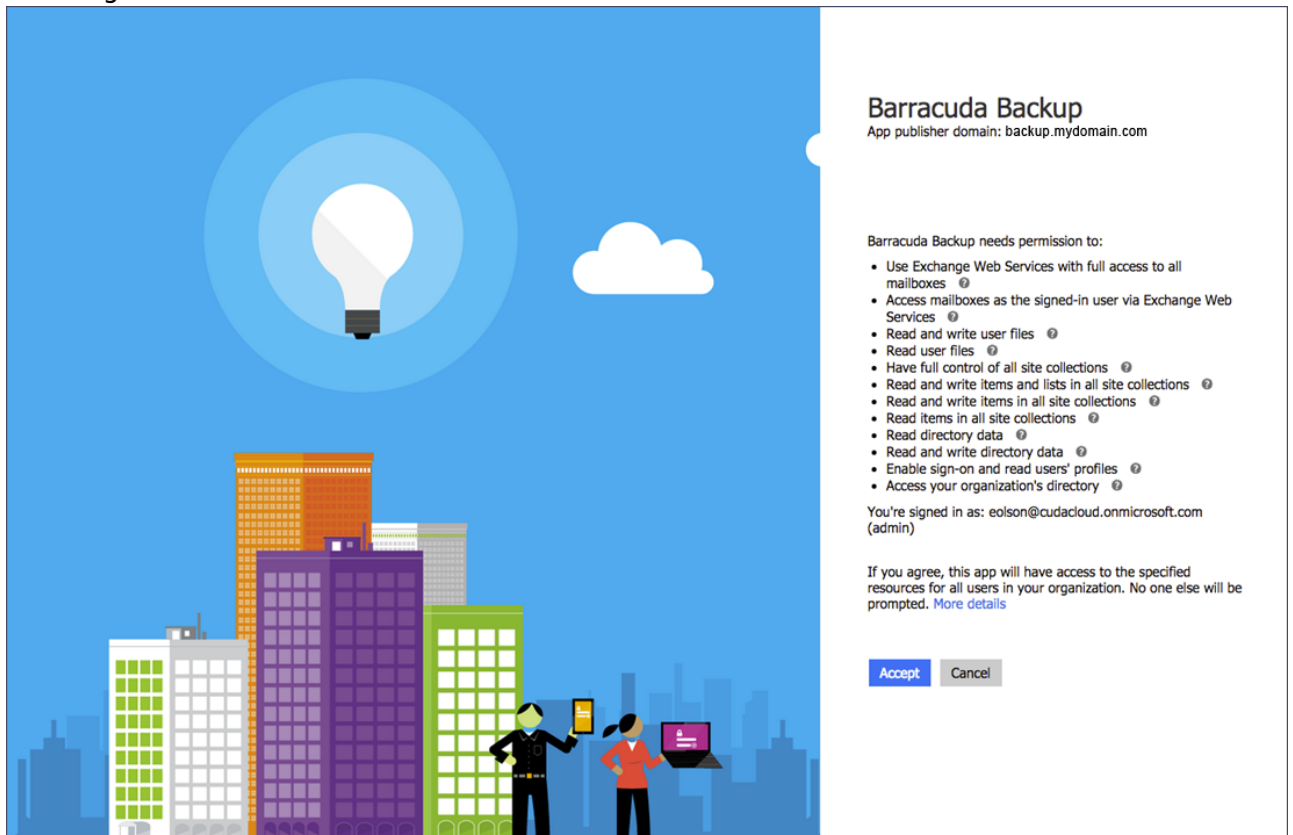 Barracuda Backup
App publisher domain: backup.mydomain.com
Barracuda Backup needs permission to:
• Use Exchange Web Services with full access to all
mailboxes
• Access mailboxes as the signed-in user via Exchange Web
Services
• Read and write user files
• Read user files
• Have full control of all site collections
• Read and write items and lists in all site collections
• Read and write items in all site collections
• Read items in all site collections
• Read directory data
• Read and write directory data
• Enable sign-on and read users' profiles
• Access your organization's directory
You're signed in as: eolson@cudacloud.onmicrosoft.com
(admin)
If you agree, this app will have access to the specified
resources for all users in your organization. No one else will be
prompted. More details
Accept Cancel